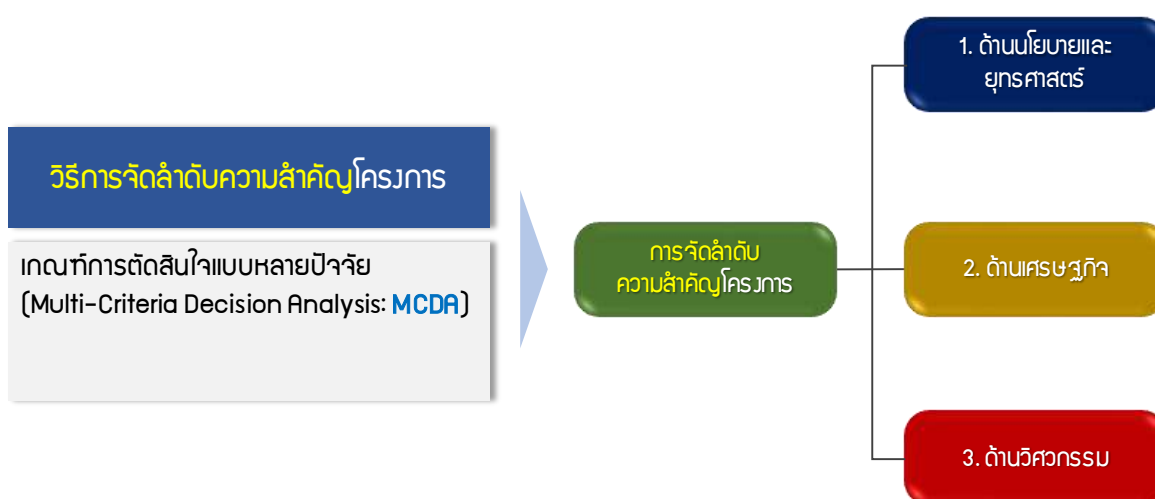 วิธีการจัดลำดับความสำคัญโครงการ
เกณฑ์การตัดสินใจแบบหลายปัจจัย
(Multi-Criteria Decision Analysis: MCDA)
การจัดลำดับ
ความสำคัญโครงการ
1. ด้านนโยบายและ
ยุทธศาสตร์
2. ด้านเศรษฐกิจ
3. ด้านวิศวกรรม